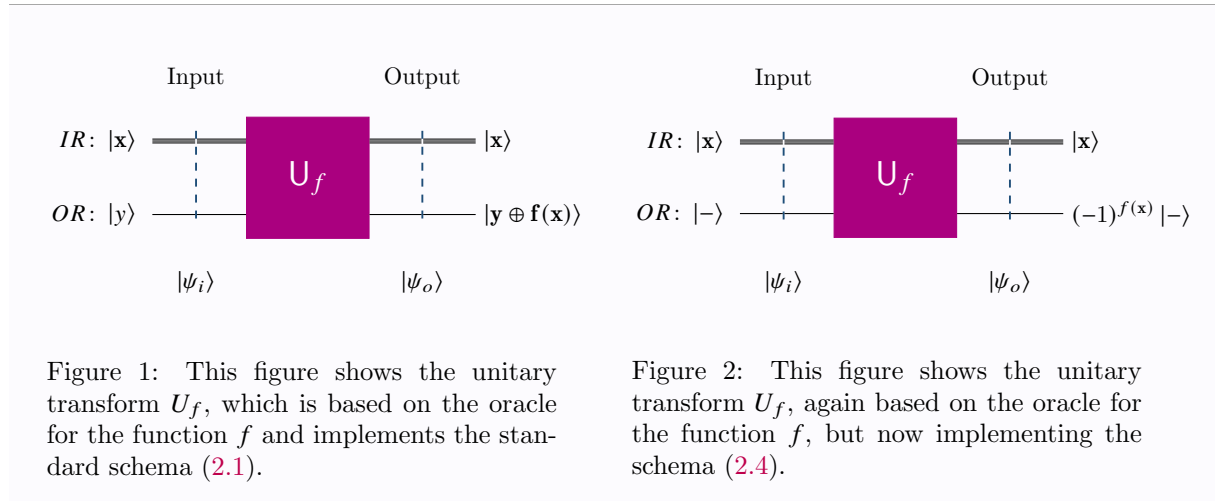 Input
Output
IR: |x⟩
U_f
|x⟩
OR: |y⟩
|y ⊕ f(x)⟩
|ψ_i⟩
|ψ_o⟩
Figure 1: This figure shows the unitary
transform U_f, which is based on the oracle
for the function f and implements the stan-
dard schema (2.1).
Input
Output
IR: |x⟩
U_f
|x⟩
OR: |−⟩
(−1)^{f(x)} |−⟩
|ψ_i⟩
|ψ_o⟩
Figure 2: This figure shows the unitary
transform U_f, again based on the oracle for
the function f, but now implementing the
schema (2.4).